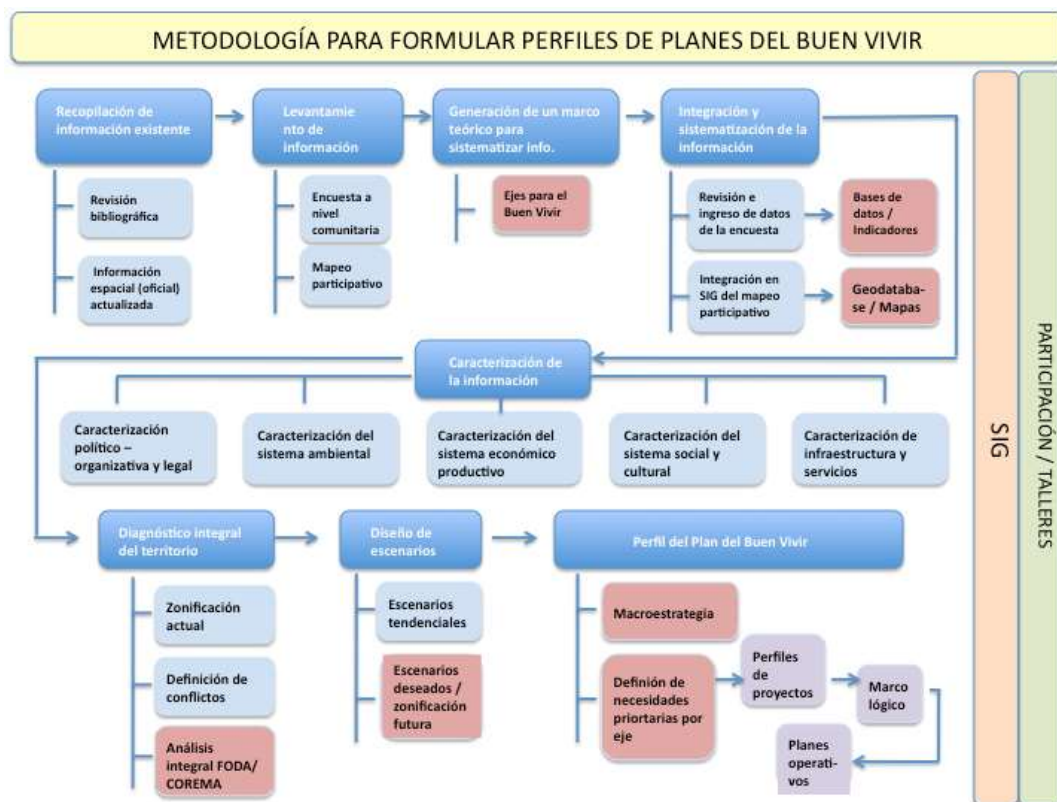 METODOLOGÍA PARA FORMULAR PERFILES DE PLANES DEL BUEN VIVIR
Recopilación de
información existente
Levantamie
nto de
información
Generación de un marco
teórico para
sistematizar info.
Integración y
sistematización de la
información
Revisión
bibliográfica
Información
espacial (oficial)
actualizada
Encuesta a
nivel
comunitaria
Mapeo
participativo
Ejes para el
Buen Vivir
Revisión e
ingreso de datos
de la encuesta
Bases de
datos /
Indicadores
Integración en
SIG del mapeo
participativo
Geodataba-
se / Mapas
Caracterización de
la información
Caracterización
político –
organizativa y legal
Caracterización del
sistema ambiental
Caracterización del
sistema económico
productivo
Caracterización del
sistema social y
cultural
Caracterización de
infraestructura y
servicios
Diagnóstico integral
del territorio
Diseño de
escenarios
Perfil del Plan del Buen Vivir
Zonificación
actual
Definición de
conflictos
Análisis
integral FODA/
COREMA
Escenarios
tendenciales
Escenarios
deseados /
zonificación
futura
Macroestrategia
Definición de
necesidades
priortarias por
eje
Perfiles
de
proyectos
Marco
lógico
Planes
operati-
vos
SIG
PARTICIPACIÓN / TALLERES